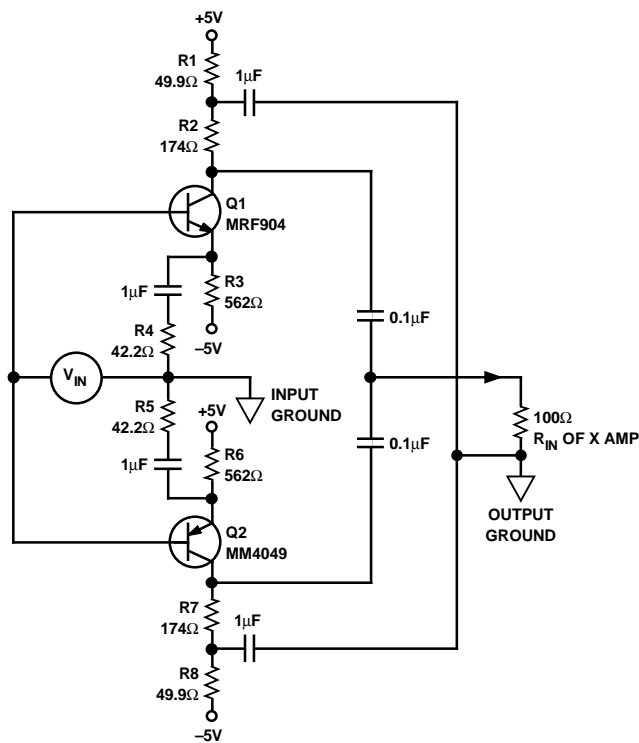 +5V
R1
49.9Ω
1µF
R2
174Ω
Q1
MRF904
1µF
R3
562Ω
R4
42.2Ω
–5V
0.1µF
VIN
INPUT
GROUND
R5
42.2Ω
+5V
100Ω
RIN OF X AMP
R6
562Ω
1µF
0.1µF
OUTPUT
GROUND
Q2
MM4049
R7
174Ω
1µF
R8
49.9Ω
–5V